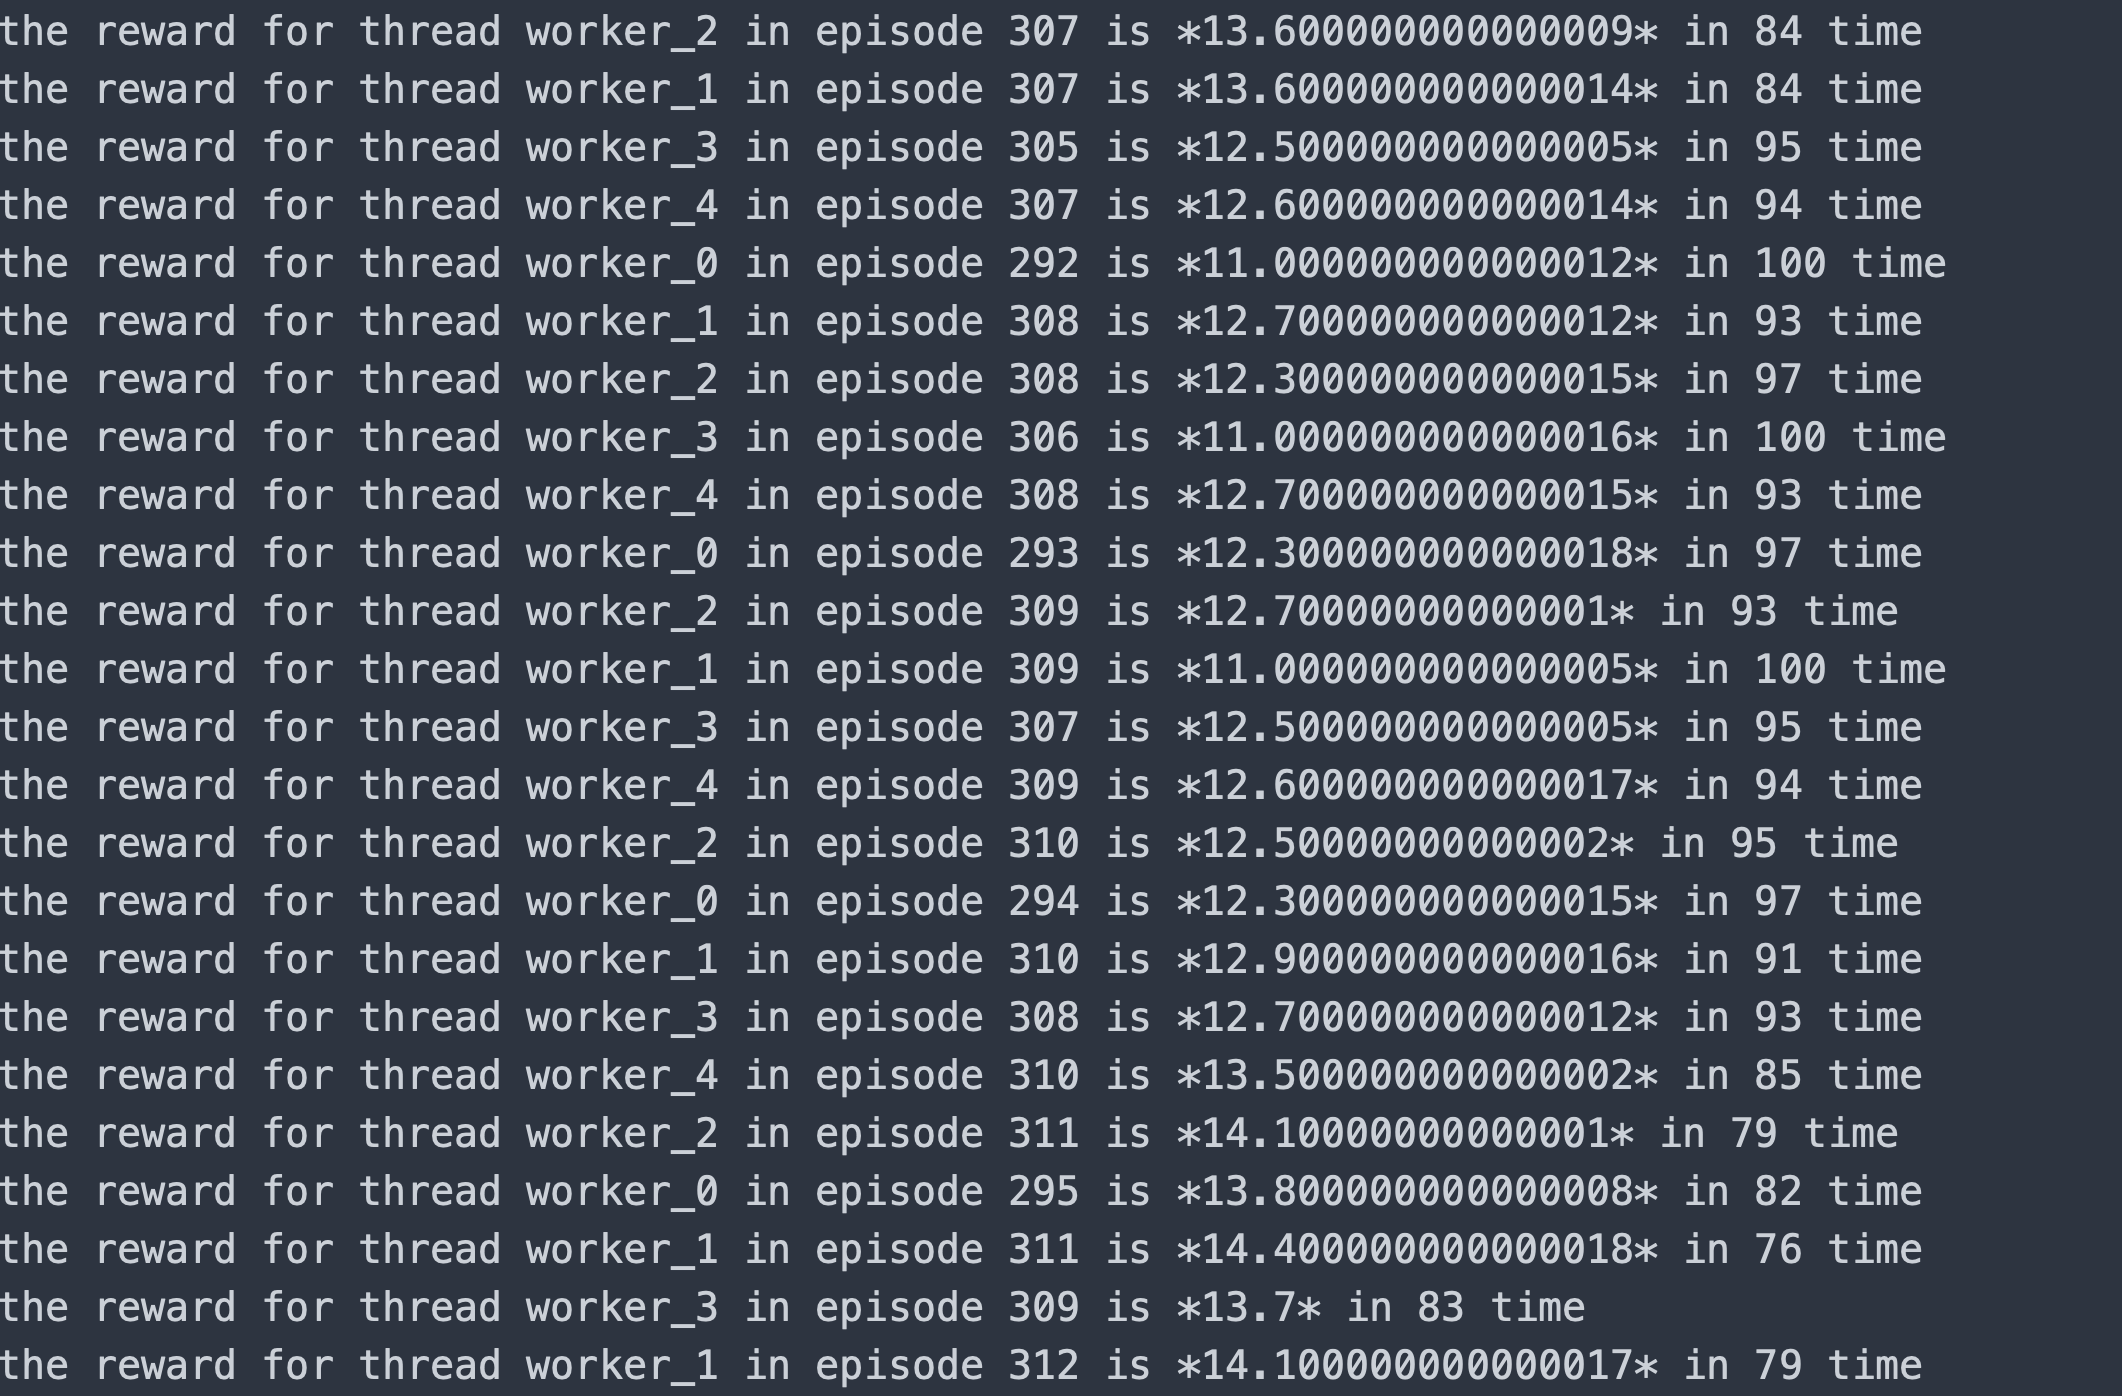 the reward for thread worker_2 in episode 307 is *13.600000000000009* in 84 time
the reward for thread worker_1 in episode 307 is *13.600000000000014* in 84 time
the reward for thread worker_3 in episode 305 is *12.500000000000005* in 95 time
the reward for thread worker_4 in episode 307 is *12.600000000000014* in 94 time
the reward for thread worker_0 in episode 292 is *11.000000000000012* in 100 time
the reward for thread worker_1 in episode 308 is *12.700000000000012* in 93 time
the reward for thread worker_2 in episode 308 is *12.300000000000015* in 97 time
the reward for thread worker_3 in episode 306 is *11.000000000000016* in 100 time
the reward for thread worker_4 in episode 308 is *12.700000000000015* in 93 time
the reward for thread worker_0 in episode 293 is *12.300000000000018* in 97 time
the reward for thread worker_2 in episode 309 is *12.70000000000001* in 93 time
the reward for thread worker_1 in episode 309 is *11.000000000000005* in 100 time
the reward for thread worker_3 in episode 307 is *12.500000000000005* in 95 time
the reward for thread worker_4 in episode 309 is *12.600000000000017* in 94 time
the reward for thread worker_2 in episode 310 is *12.50000000000002* in 95 time
the reward for thread worker_0 in episode 294 is *12.300000000000015* in 97 time
the reward for thread worker_1 in episode 310 is *12.900000000000016* in 91 time
the reward for thread worker_3 in episode 308 is *12.700000000000012* in 93 time
the reward for thread worker_4 in episode 310 is *13.500000000000002* in 85 time
the reward for thread worker_2 in episode 311 is *14.10000000000001* in 79 time
the reward for thread worker_0 in episode 295 is *13.800000000000008* in 82 time
the reward for thread worker_1 in episode 311 is *14.400000000000018* in 76 time
the reward for thread worker_3 in episode 309 is *13.7* in 83 time
the reward for thread worker_1 in episode 312 is *14.100000000000017* in 79 time